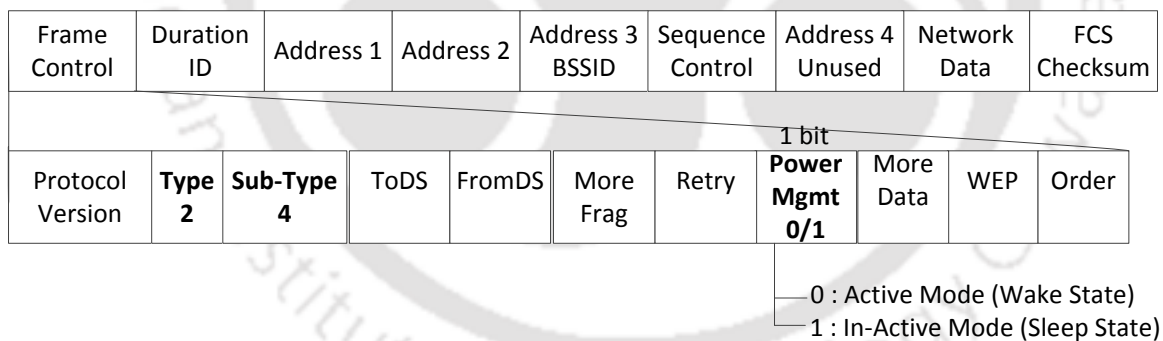 Frame Control
Duration ID
Address 1
Address 2
Address 3 BSSID
Sequence Control
Address 4 Unused
Network Data
FCS Checksum
1 bit
Protocol Version
Type 2
Sub-Type 4
ToDS
FromDS
More Frag
Retry
Power Mgmt 0/1
More Data
WEP
Order
0 : Active Mode (Wake State)
1 : In-Active Mode (Sleep State)